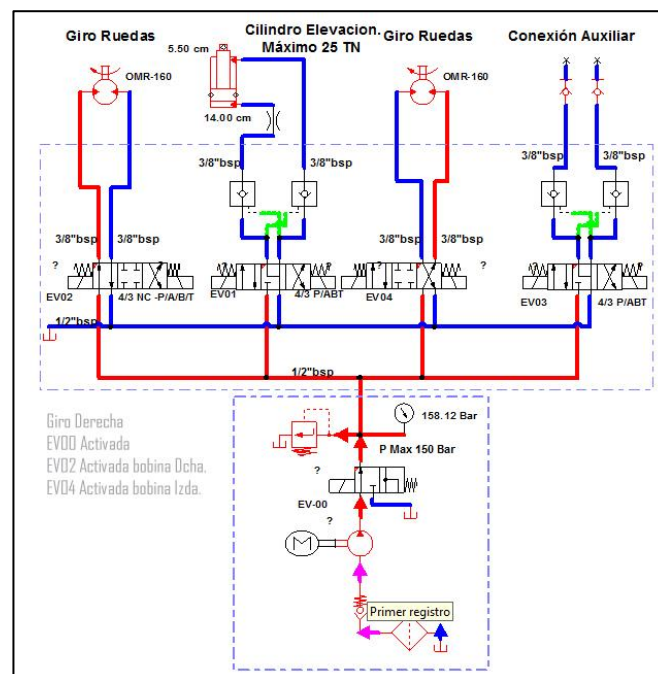 Giro Ruedas
Cilindro Elevacion.
Máximo 25 TN
Giro Ruedas
Conexión Auxiliar
5.50 cm
OMR-160
OMR-160
14.00 cm
3/8"bsp
3/8"bsp
3/8"bsp
3/8"bsp
3/8"bsp
3/8"bsp
3/8"bsp
3/8"bsp
?
?
?
?
?
?
?
EV02
4/3 NC -P/A/B/T
EV01
4/3 P/ABT
EV04
EV03
4/3 P/ABT
1/2"bsp
1/2"bsp
158.12 Bar
P Max 150 Bar
Giro Derecha
EV00 Activada
EV02 Activada bobina Dcha.
EV04 Activada bobina Izda.
?
EV-00
?
M
Primer registro